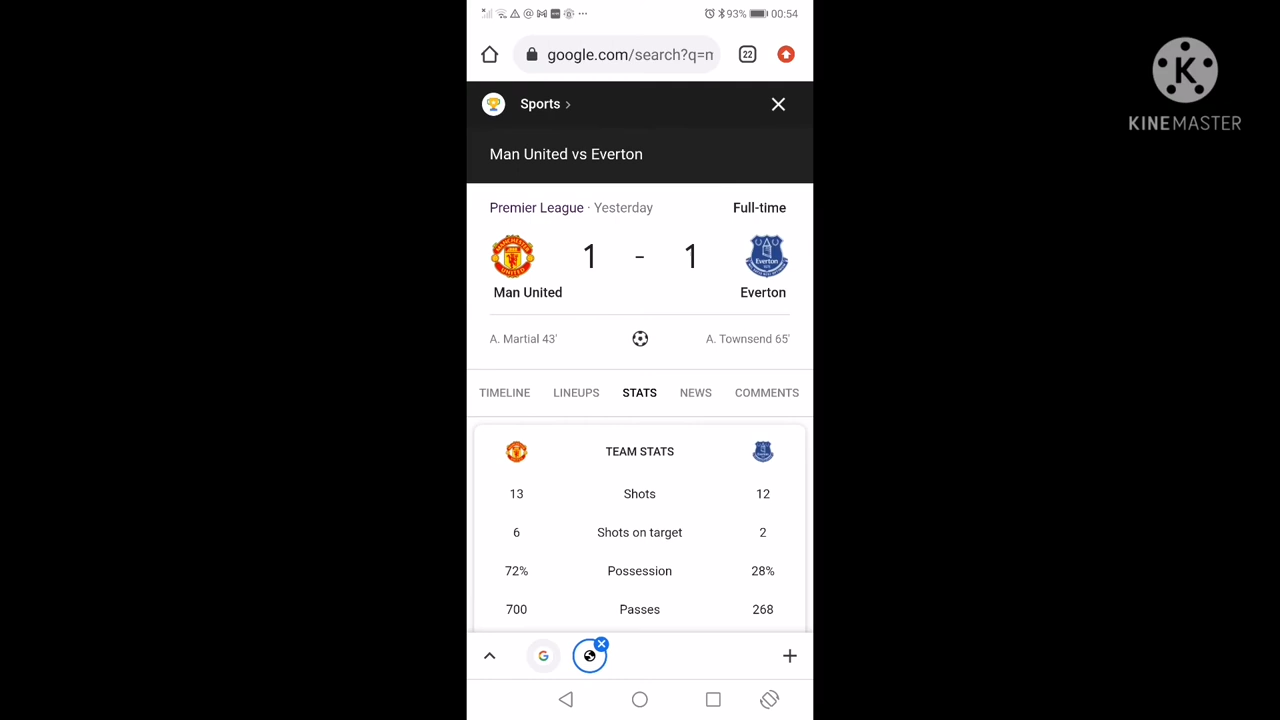 93% 00:54
google.com/search?q=m
22
Sports
Man United vs Everton
Premier League · Yesterday Full-time
1 - 1
Man United Everton
A. Martial 43' A. Townsend 65'
TIMELINE LINEUPS STATS NEWS COMMENTS
TEAM STATS
13 Shots 12
6 Shots on target 2
72% Possession 28%
700 Passes 268
K
KINEMASTER